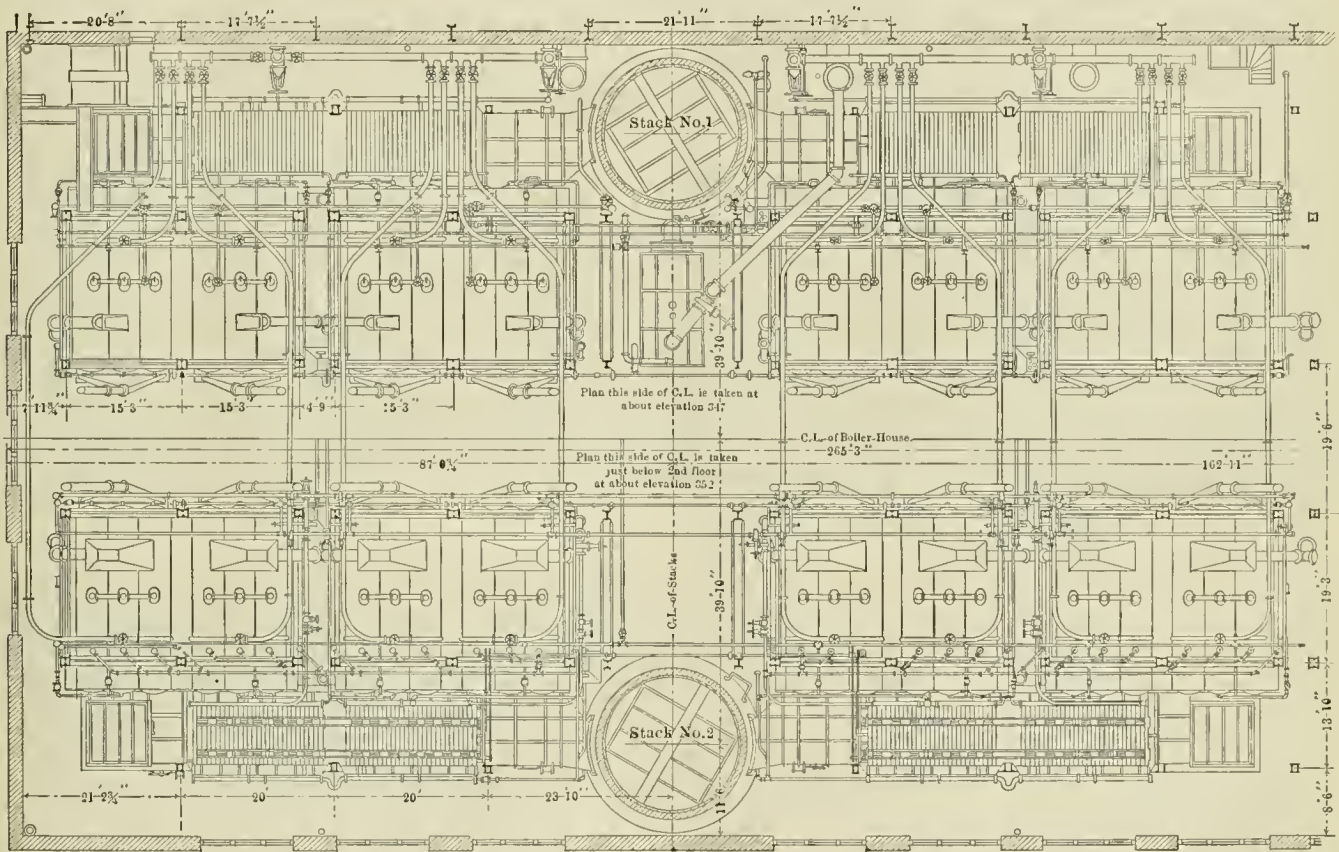 20'-8"
17'7½"
21'-11"
17'-7½"
Stack No.1
39'-10"
Plan this side of C.L. is taken at
about elevation 347
15'-3"
15'-3"
4'-9"
15'-3"
19'-6"
C.L.-of-Boiler-House
265'-3"
87'-0¾"
162'-11"
Plan this side of C.L. is taken
just below 2nd floor
at about elevation 352
C.L.-of-Stacks
39'-10"
19'-3
Stack No.2
13'-10"
21'-2¾"
20'
20'
23'-10"
11'-6"
8'-6"